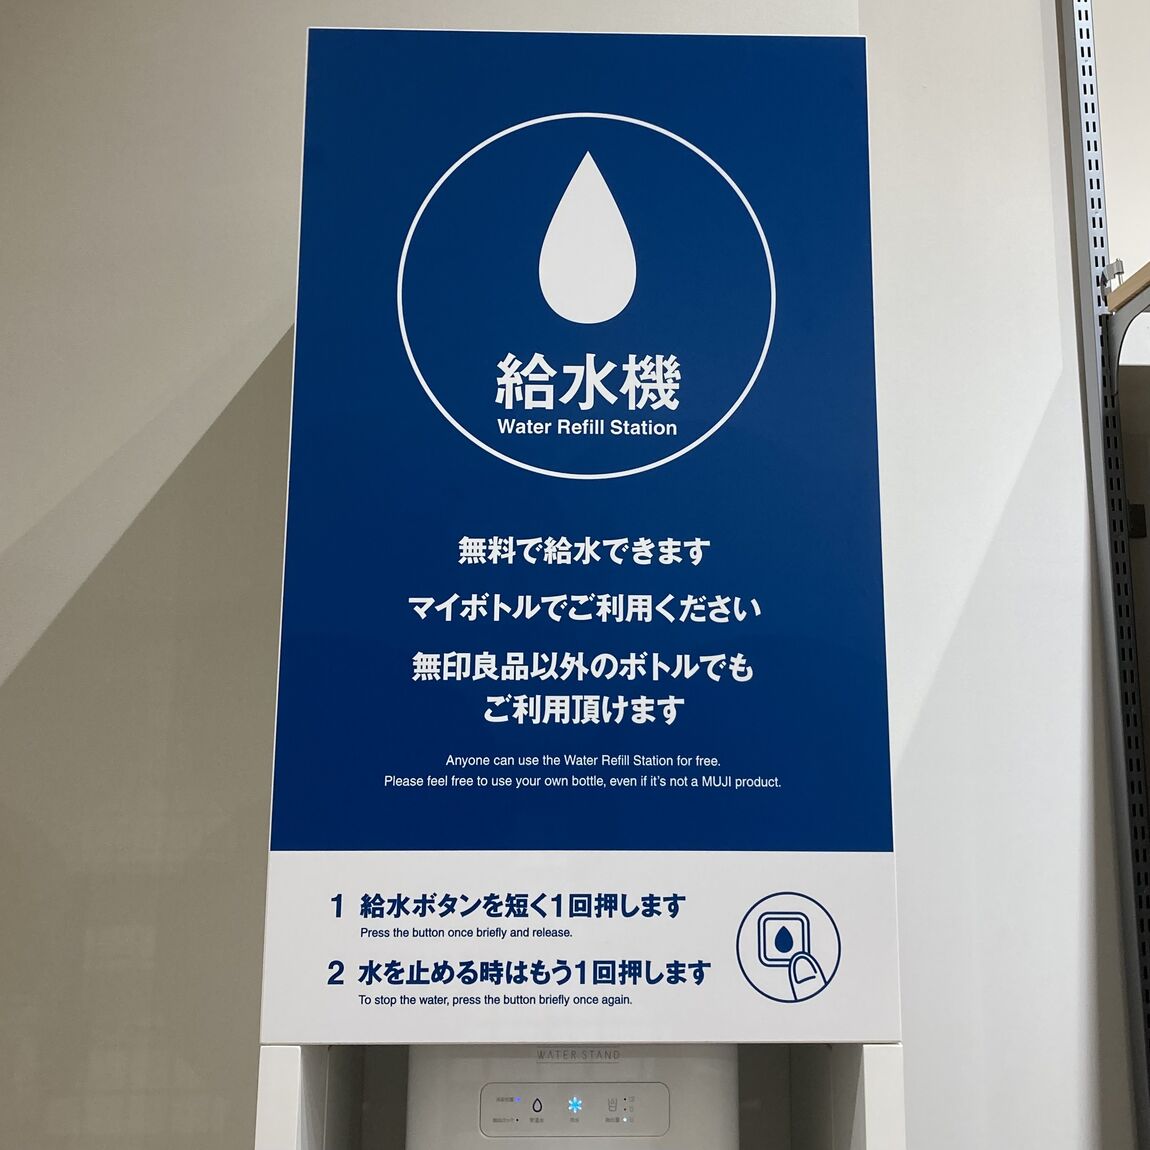 給水機
Water Refill Station
無料で給水できます
マイボトルでご利用ください
無印良品以外のボトルでも
ご利用頂けます
Anyone can use the Water Refill Station for free.
Please feel free to use your own bottle, even if it's not a MUJI product.
1 給水ボタンを短く1回押します
Press the button once briefly and release.
2 水を止める時はもう1回押します
To stop the water, press the button briefly once again.
WATER STAND